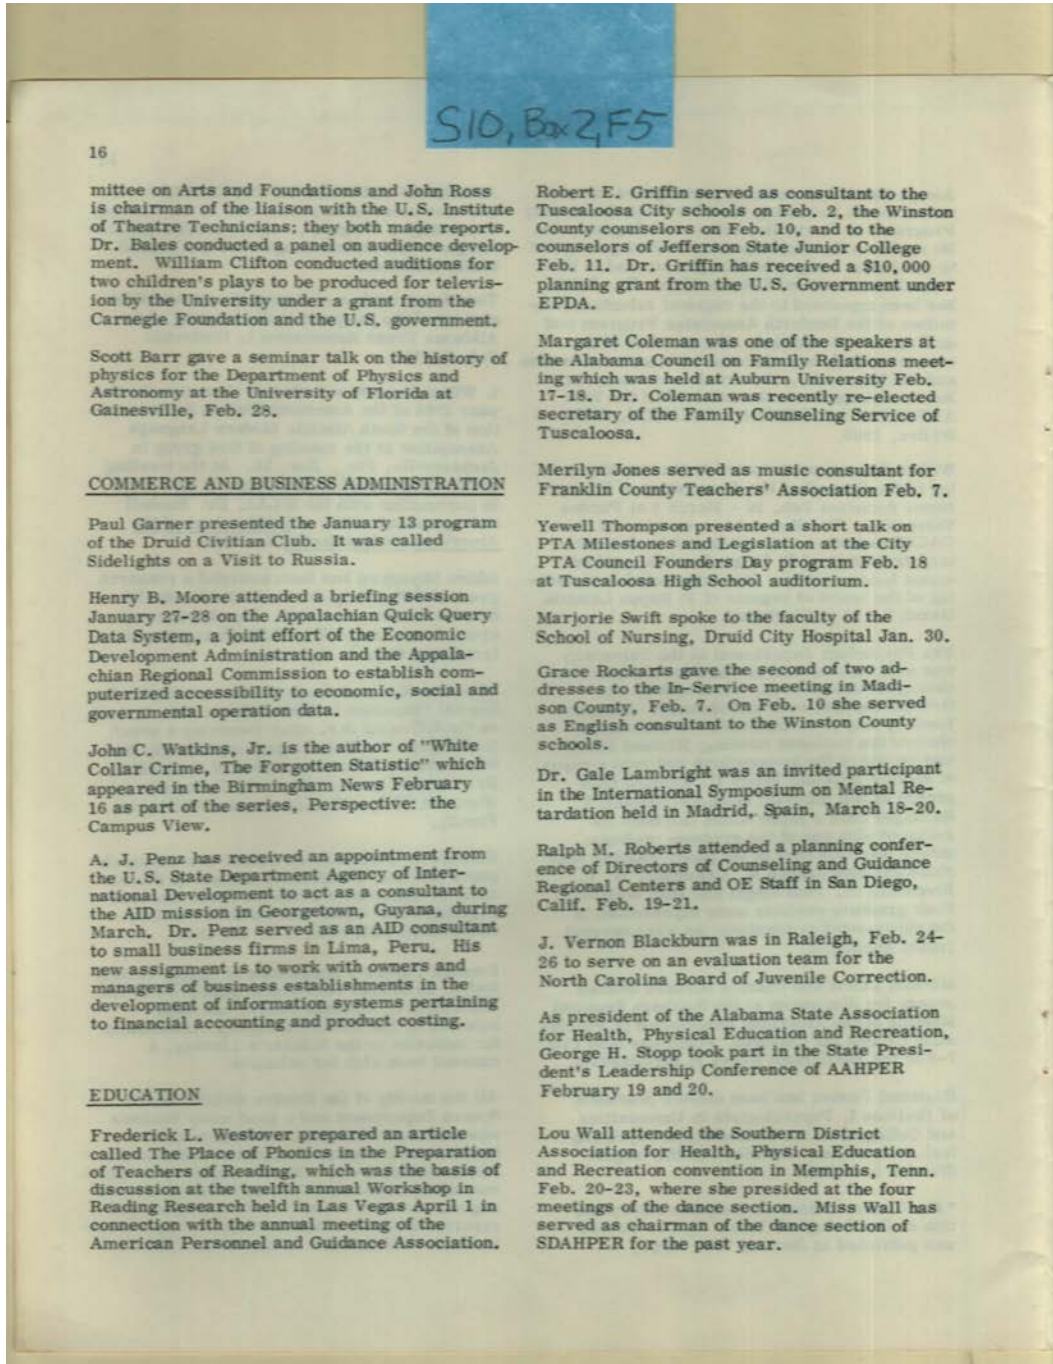 S10, Box 2, F5
16
mittee on Arts and Foundations and John Ross
is chairman of the liaison with the U.S. Institute
of Theatre Technicians; they both made reports.
Dr. Bales conducted a panel on audience develop-
ment. William Clifton conducted auditions for
two children's plays to be produced for televis-
ion by the University under a grant from the
Carnegie Foundation and the U.S. government.
Scott Barr gave a seminar talk on the history of
physics for the Department of Physics and
Astronomy at the University of Florida at
Gainesville, Feb. 28.
COMMERCE AND BUSINESS ADMINISTRATION
Paul Garner presented the January 13 program
of the Druid Civitian Club. It was called
Sidelights on a Visit to Russia.
Henry B. Moore attended a briefing session
January 27-28 on the Appalachian Quick Query
Data System, a joint effort of the Economic
Development Administration and the Appala-
chian Regional Commission to establish com-
puterized accessibility to economic, social and
governmental operation data.
John C. Watkins, Jr. is the author of "White
Collar Crime, The Forgotten Statistic" which
appeared in the Birmingham News February
16 as part of the series, Perspective: the
Campus View.
A. J. Penz has received an appointment from
the U.S. State Department Agency of Inter-
national Development to act as a consultant to
the AID mission in Georgetown, Guyana, during
March. Dr. Penz served as an AID consultant
to small business firms in Lima, Peru. His
new assignment is to work with owners and
managers of business establishments in the
development of information systems pertaining
to financial accounting and product costing.
EDUCATION
Frederick L. Westover prepared an article
called The Place of Phonics in the Preparation
of Teachers of Reading, which was the basis of
discussion at the twelfth annual Workshop in
Reading Research held in Las Vegas April 1 in
connection with the annual meeting of the
American Personnel and Guidance Association.
Robert E. Griffin served as consultant to the
Tuscaloosa City schools on Feb. 2, the Winston
County counselors on Feb. 10, and to the
counselors of Jefferson State Junior College
Feb. 11. Dr. Griffin has received a $10,000
planning grant from the U.S. Government under
EPDA.
Margaret Coleman was one of the speakers at
the Alabama Council on Family Relations meet-
ing which was held at Auburn University Feb.
17-18. Dr. Coleman was recently re-elected
secretary of the Family Counseling Service of
Tuscaloosa.
Merilyn Jones served as music consultant for
Franklin County Teachers' Association Feb. 7.
Yewell Thompson presented a short talk on
PTA Milestones and Legislation at the City
PTA Council Founders Day program Feb. 18
at Tuscaloosa High School auditorium.
Marjorie Swift spoke to the faculty of the
School of Nursing, Druid City Hospital Jan. 30.
Grace Rockarts gave the second of two ad-
dresses to the In-Service meeting in Madi-
son County, Feb. 7. On Feb. 10 she served
as English consultant to the Winston County
schools.
Dr. Gale Lambright was an invited participant
in the International Symposium on Mental Re-
tardation held in Madrid, Spain, March 18-20.
Ralph M. Roberts attended a planning confer-
ence of Directors of Counseling and Guidance
Regional Centers and OE Staff in San Diego,
Calif. Feb. 19-21.
J. Vernon Blackburn was in Raleigh, Feb. 24-
26 to serve on an evaluation team for the
North Carolina Board of Juvenile Correction.
As president of the Alabama State Association
for Health, Physical Education and Recreation,
George H. Stopp took part in the State Presi-
dent's Leadership Conference of AAHPER
February 19 and 20.
Lou Wall attended the Southern District
Association for Health, Physical Education
and Recreation convention in Memphis, Tenn.
Feb. 20-23, where she presided at the four
meetings of the dance section. Miss Wall has
served as chairman of the dance section of
SDAHPER for the past year.